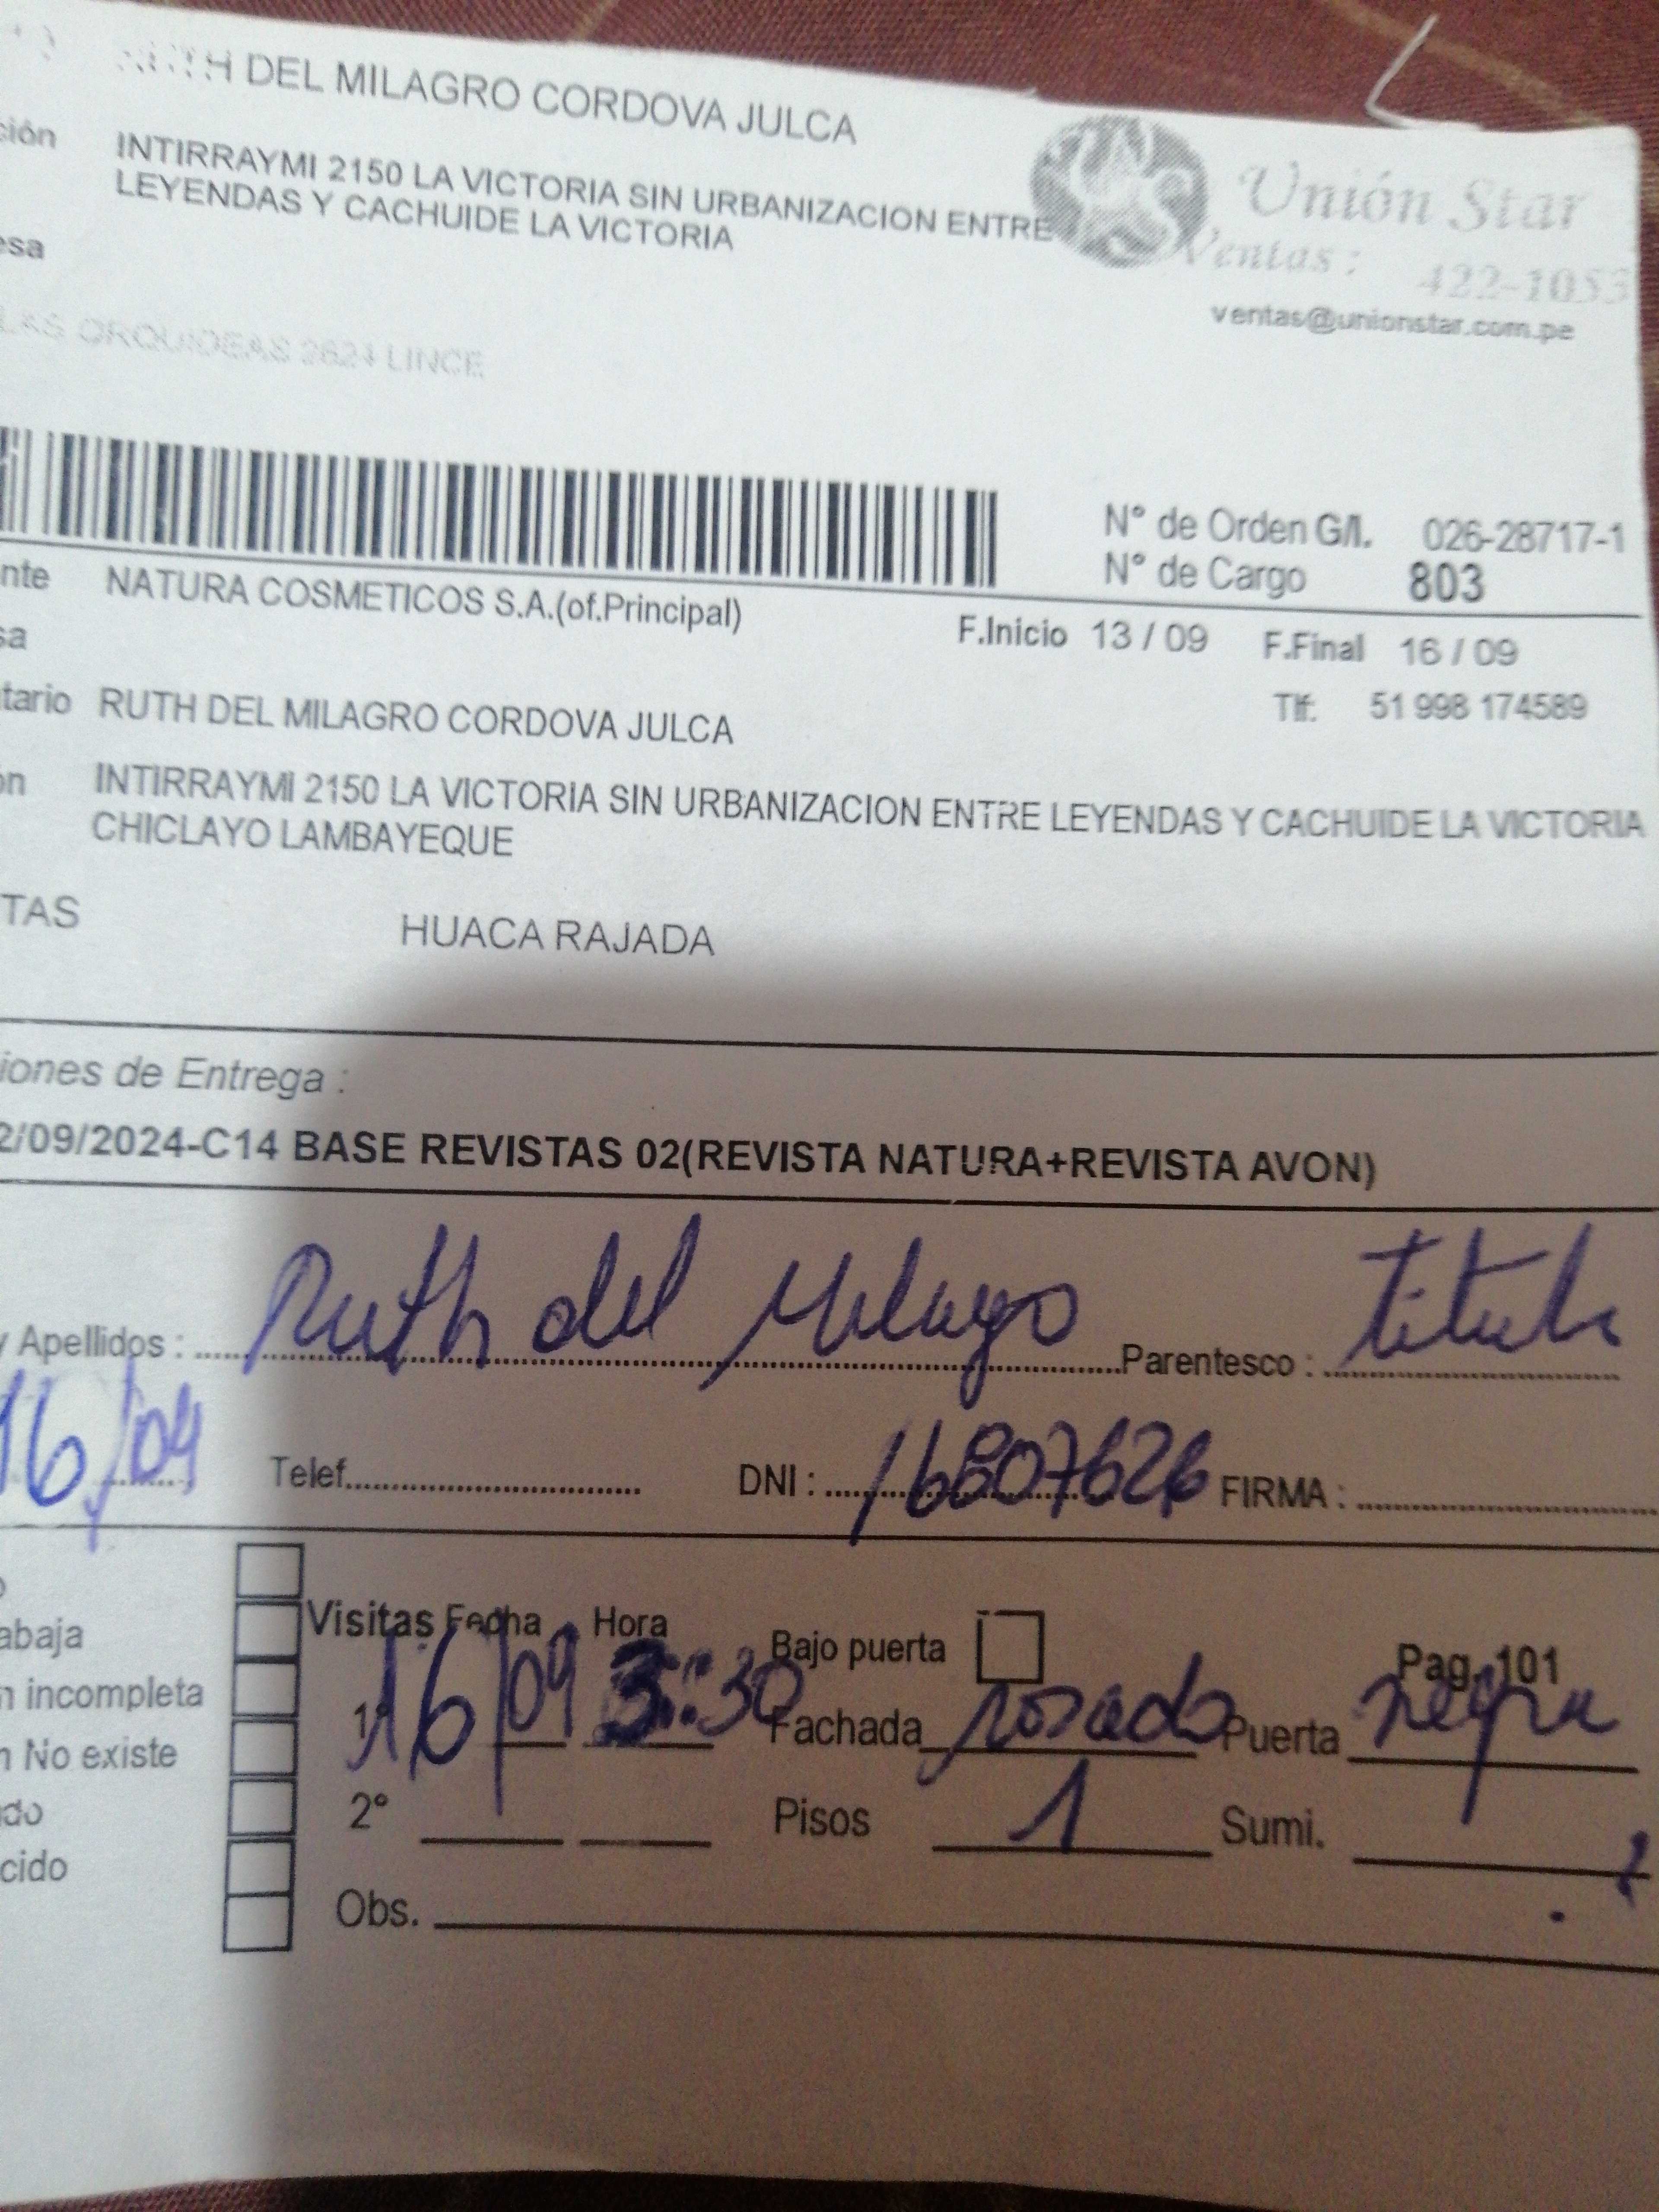 RUTH DEL MILAGRO CORDOVA JULCA
ción INTIRRAYMI 2150 LA VICTORIA SIN URBANIZACION ENTRE
LEYENDAS Y CACHUIDE LA VICTORIA
esa
Unión Star
Ventas: 422-1053
ventas@unionstar.com.pe
LAS ORQUIDEAS 2624 LINCE
N° de Orden G/I. 026-28717-1
N° de Cargo 803
nte NATURA COSMETICOS S.A.(of.Principal)
F.Inicio 13 / 09 F.Final 16 / 09
sa
tario RUTH DEL MILAGRO CORDOVA JULCA Tlf: 51 998 174589
ón INTIRRAYMI 2150 LA VICTORIA SIN URBANIZACION ENTRE LEYENDAS Y CACHUIDE LA VICTORIA
CHICLAYO LAMBAYEQUE
TAS HUACA RAJADA
iones de Entrega :
2/09/2024-C14 BASE REVISTAS 02(REVISTA NATURA+REVISTA AVON)
y Apellidos : Ruth del Milagro Parentesco : titular
16/09 Telef. DNI : 16807626 FIRMA :
Visitas Fecha Hora Bajo puerta Pag. 101
abaja
n incompleta
1° 16/09 3:30 Fachada rosado Puerta negra
n No existe
2° Pisos 1 Sumi.
do
cido
Obs.